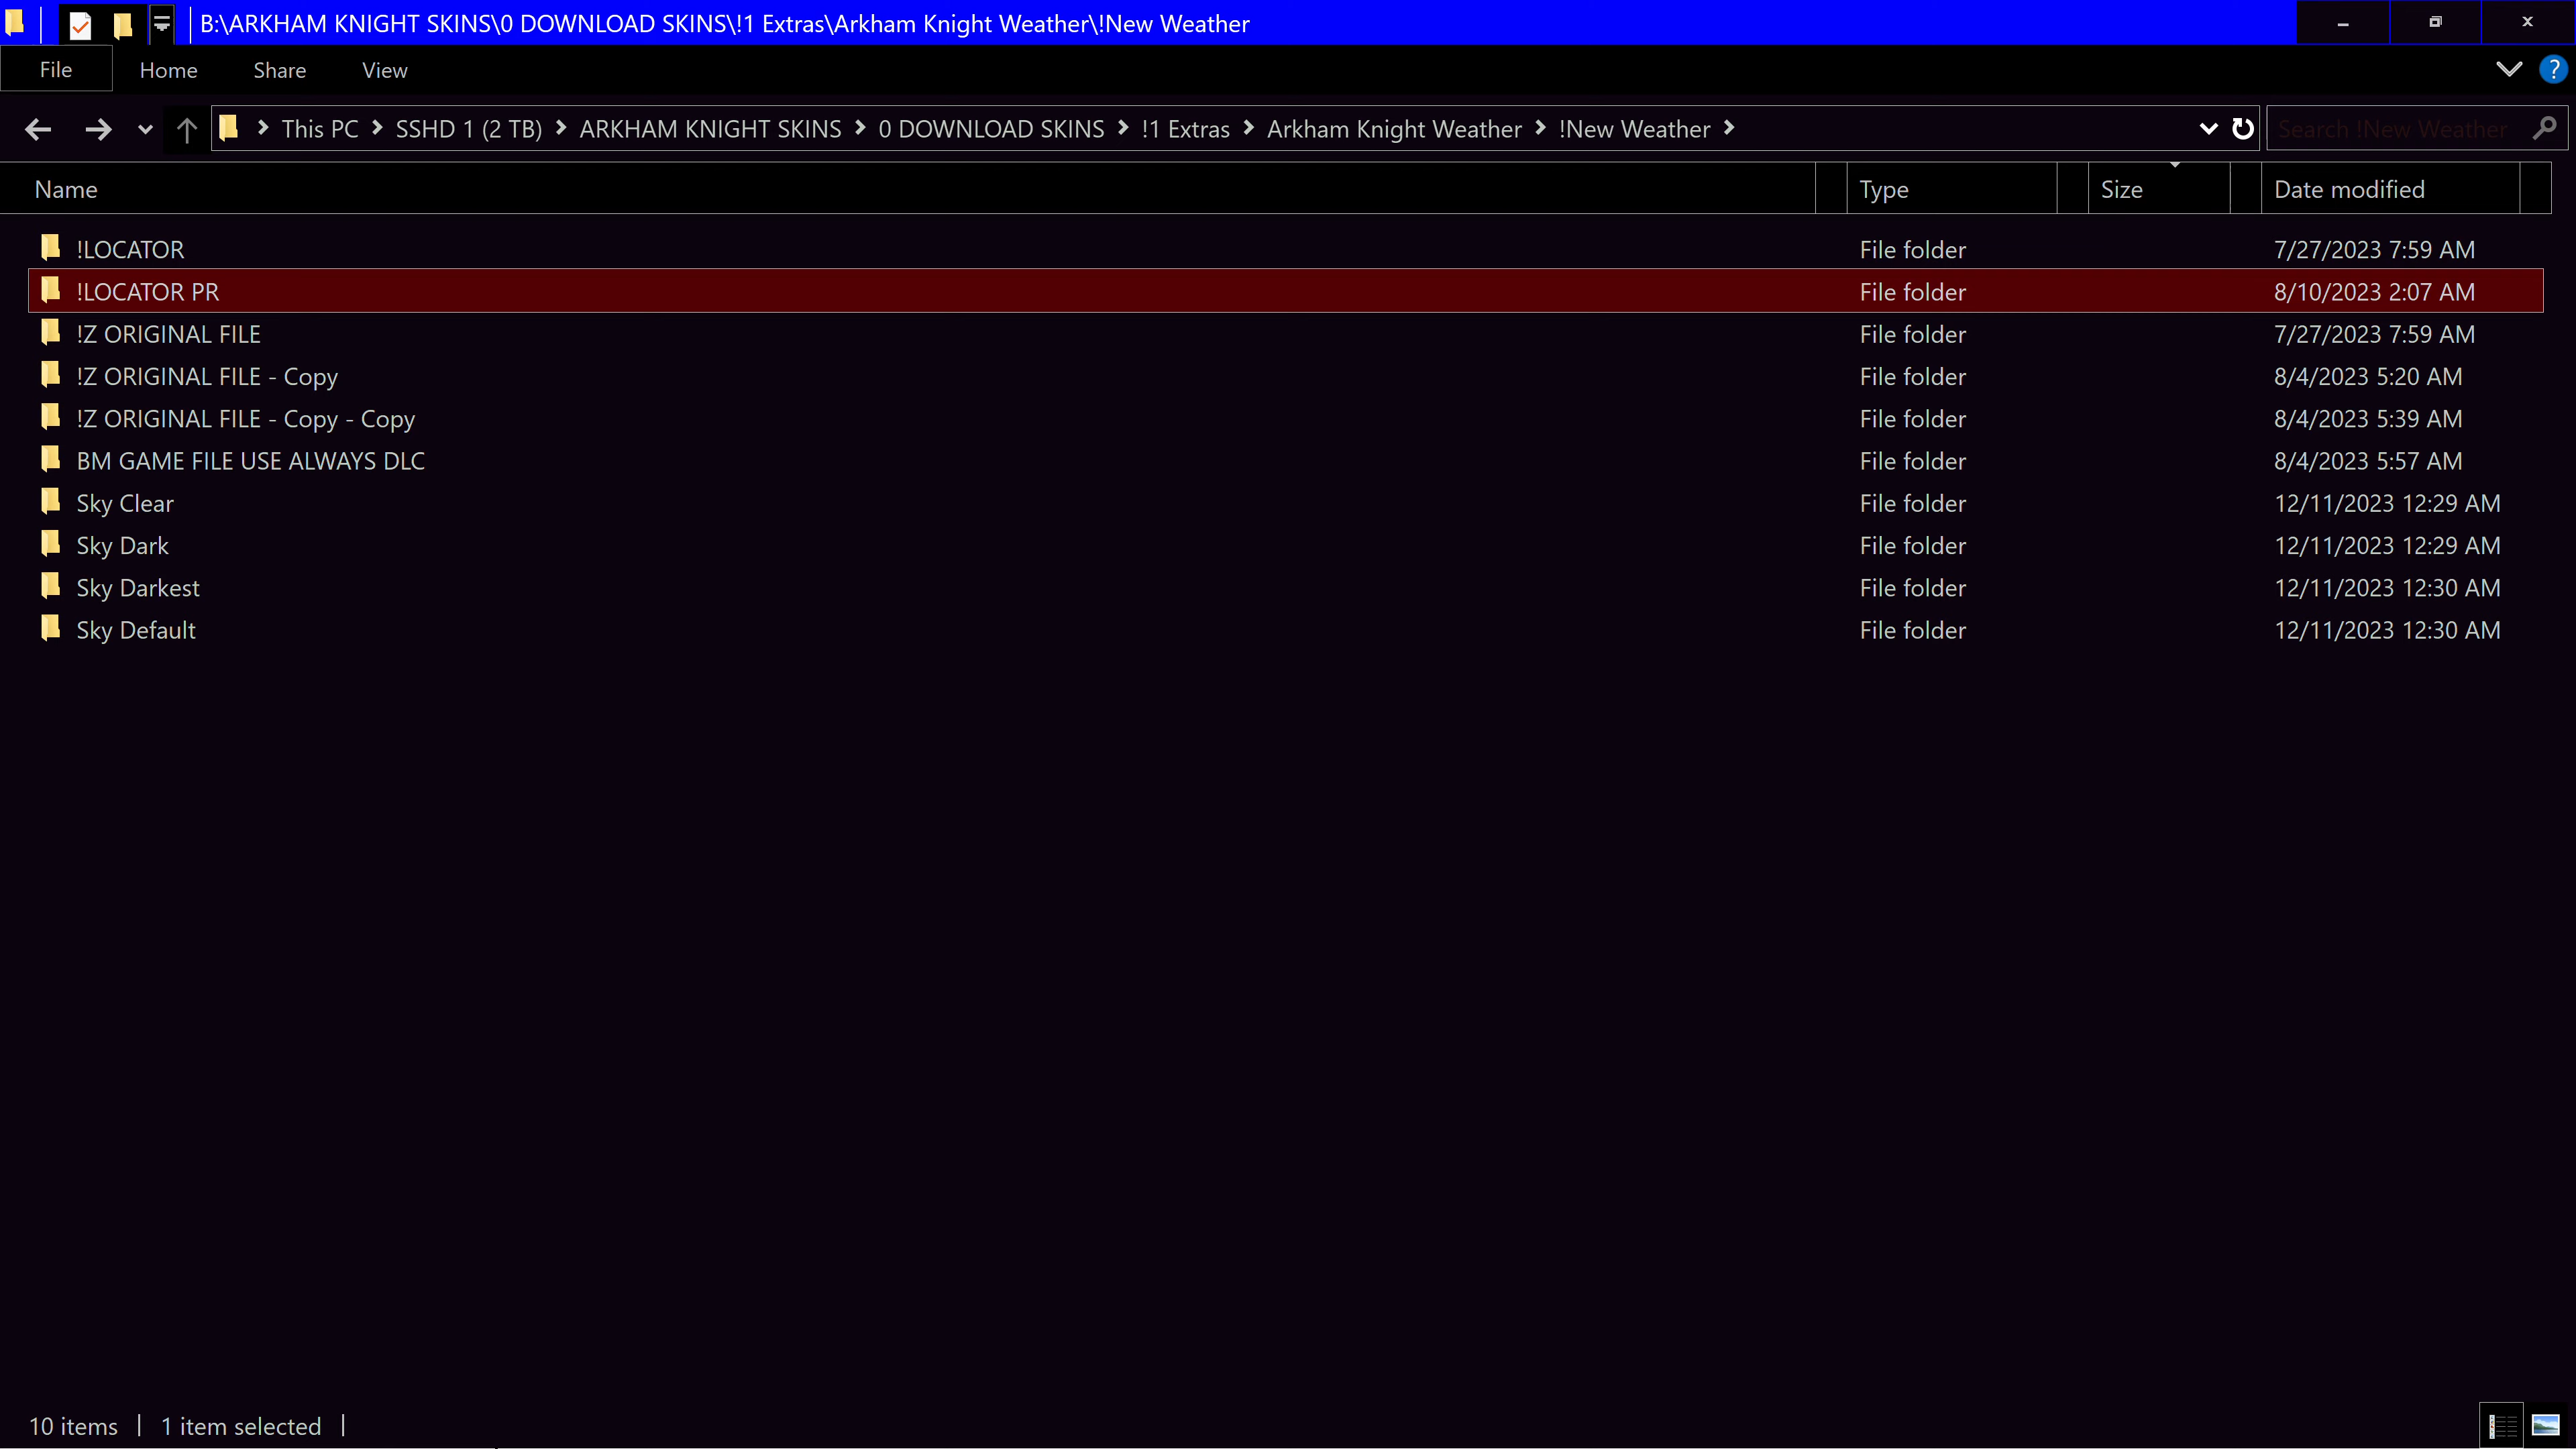 B:\ARKHAM KNIGHT SKINS\0 DOWNLOAD SKINS\!1 Extras\Arkham Knight Weather\!New Weather
File Home Share View ?
This PC SSHD 1 (2 TB) ARKHAM KNIGHT SKINS 0 DOWNLOAD SKINS !1 Extras Arkham Knight Weather !New Weather Search !New Weather
Name Type Size Date modified
!LOCATOR File folder 7/27/2023 7:59 AM
!LOCATOR PR File folder 8/10/2023 2:07 AM
!Z ORIGINAL FILE File folder 7/27/2023 7:59 AM
!Z ORIGINAL FILE - Copy File folder 8/4/2023 5:20 AM
!Z ORIGINAL FILE - Copy - Copy File folder 8/4/2023 5:39 AM
BM GAME FILE USE ALWAYS DLC File folder 8/4/2023 5:57 AM
Sky Clear File folder 12/11/2023 12:29 AM
Sky Dark File folder 12/11/2023 12:29 AM
Sky Darkest File folder 12/11/2023 12:30 AM
Sky Default File folder 12/11/2023 12:30 AM
10 items 1 item selected